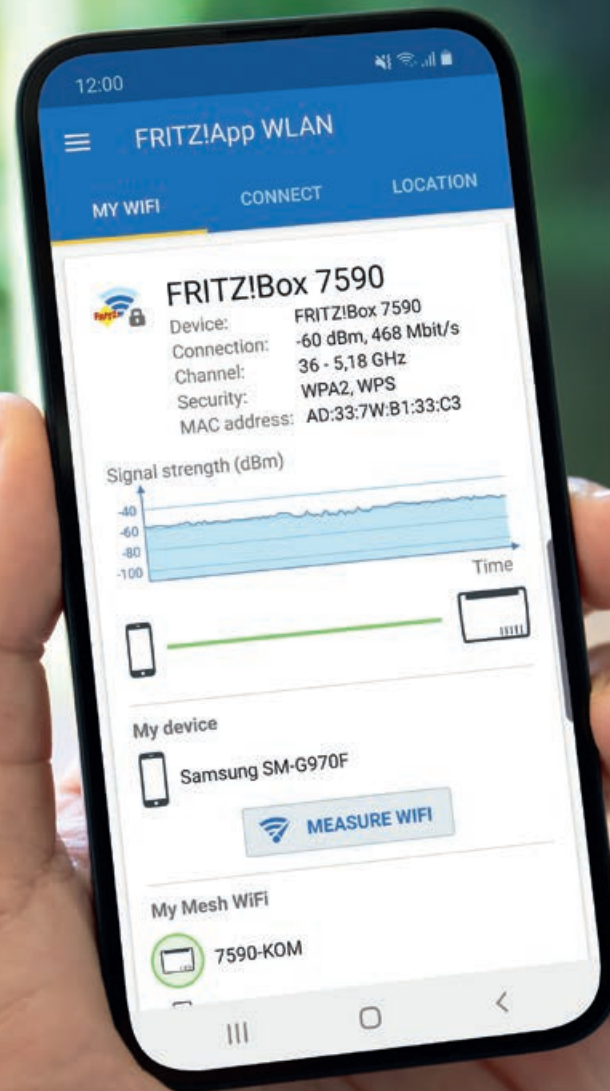 12:00
FRITZ!App WLAN
MY WIFI CONNECT LOCATION
FRITZ!Box 7590
Device: FRITZ!Box 7590
Connection: -60 dBm, 468 Mbit/s
Channel: 36 - 5,18 GHz
Security: WPA2, WPS
MAC address: AD:33:7W:B1:33:C3
Signal strength (dBm)
-40
-60
-80
-100
Time
My device
Samsung SM-G970F
MEASURE WIFI
My Mesh WiFi
7590-KOM